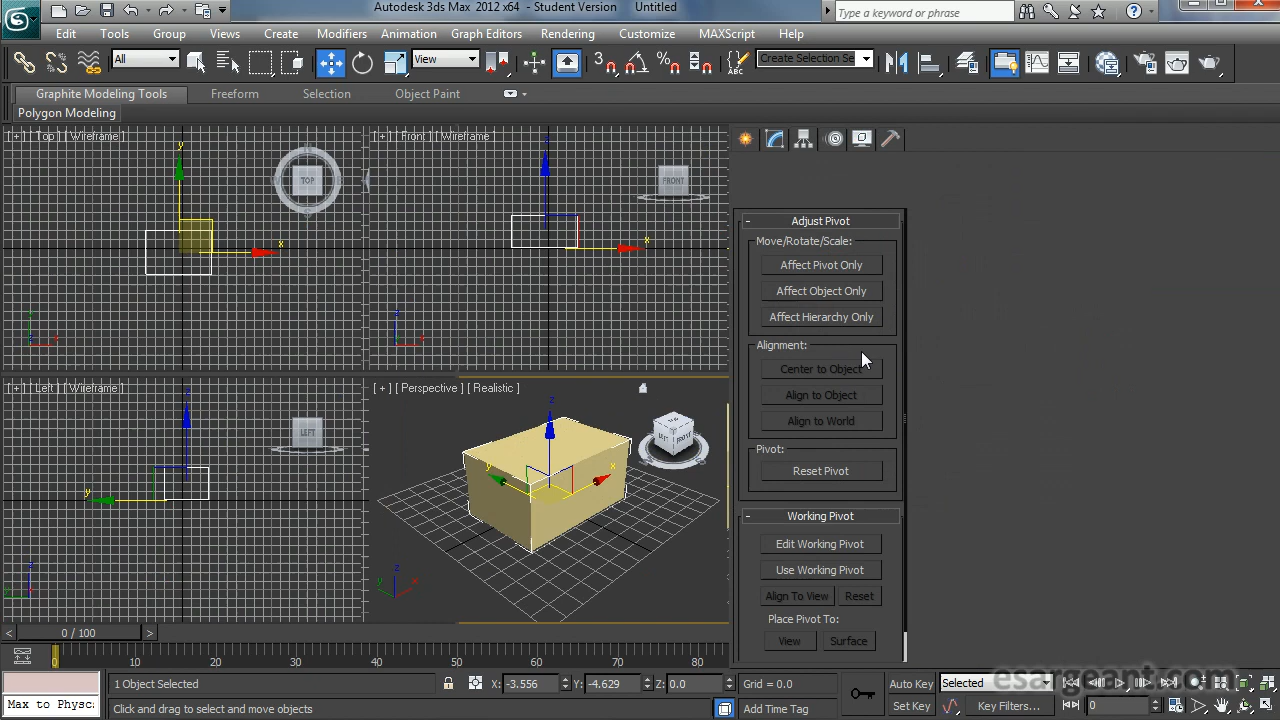 Autodesk 3ds Max 2012 x64 - Student Version Untitled
Type a keyword or phrase
Edit Tools Group Views Create Modifiers Animation Graph Editors Rendering Customize MAXScript Help
All View 3 Create Selection Se
Graphite Modeling Tools Freeform Selection Object Paint
Polygon Modeling
[ + ] [ Top ] [ Wireframe ]
[ + ] [ Front ] [ Wireframe ]
TOP
FRONT
y
x
z
x
- Adjust Pivot
Move/Rotate/Scale:
Affect Pivot Only
Affect Object Only
Affect Hierarchy Only
Alignment:
Center to Object
Align to Object
Align to World
Pivot:
Reset Pivot
- Working Pivot
Edit Working Pivot
Use Working Pivot
Align To View Reset
Place Pivot To:
View Surface
[ + ] [ Left ] [ Wireframe ]
[ + ] [ Perspective ] [ Realistic ]
LEFT
LEFT FRONT
z
y
z
y
x
z
y
x
< 0 / 100 >
0 10 20 30 40 50 60 70 80
1 Object Selected X: -3.556 Y: -4.629 Z: 0.0 Grid = 0.0 Auto Key Selected
Max to Physc
Click and drag to select and move objects Add Time Tag Set Key Key Filters... 0
esargeant.com